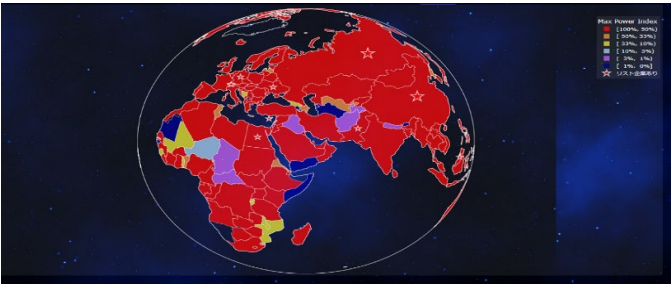 Max Power Index
[100%, 50%)
[ 50%, 33%)
[ 33%, 10%)
[ 10%, 3%)
[ 3%, 1%)
[ 1%, 0%]
リスト企業あり